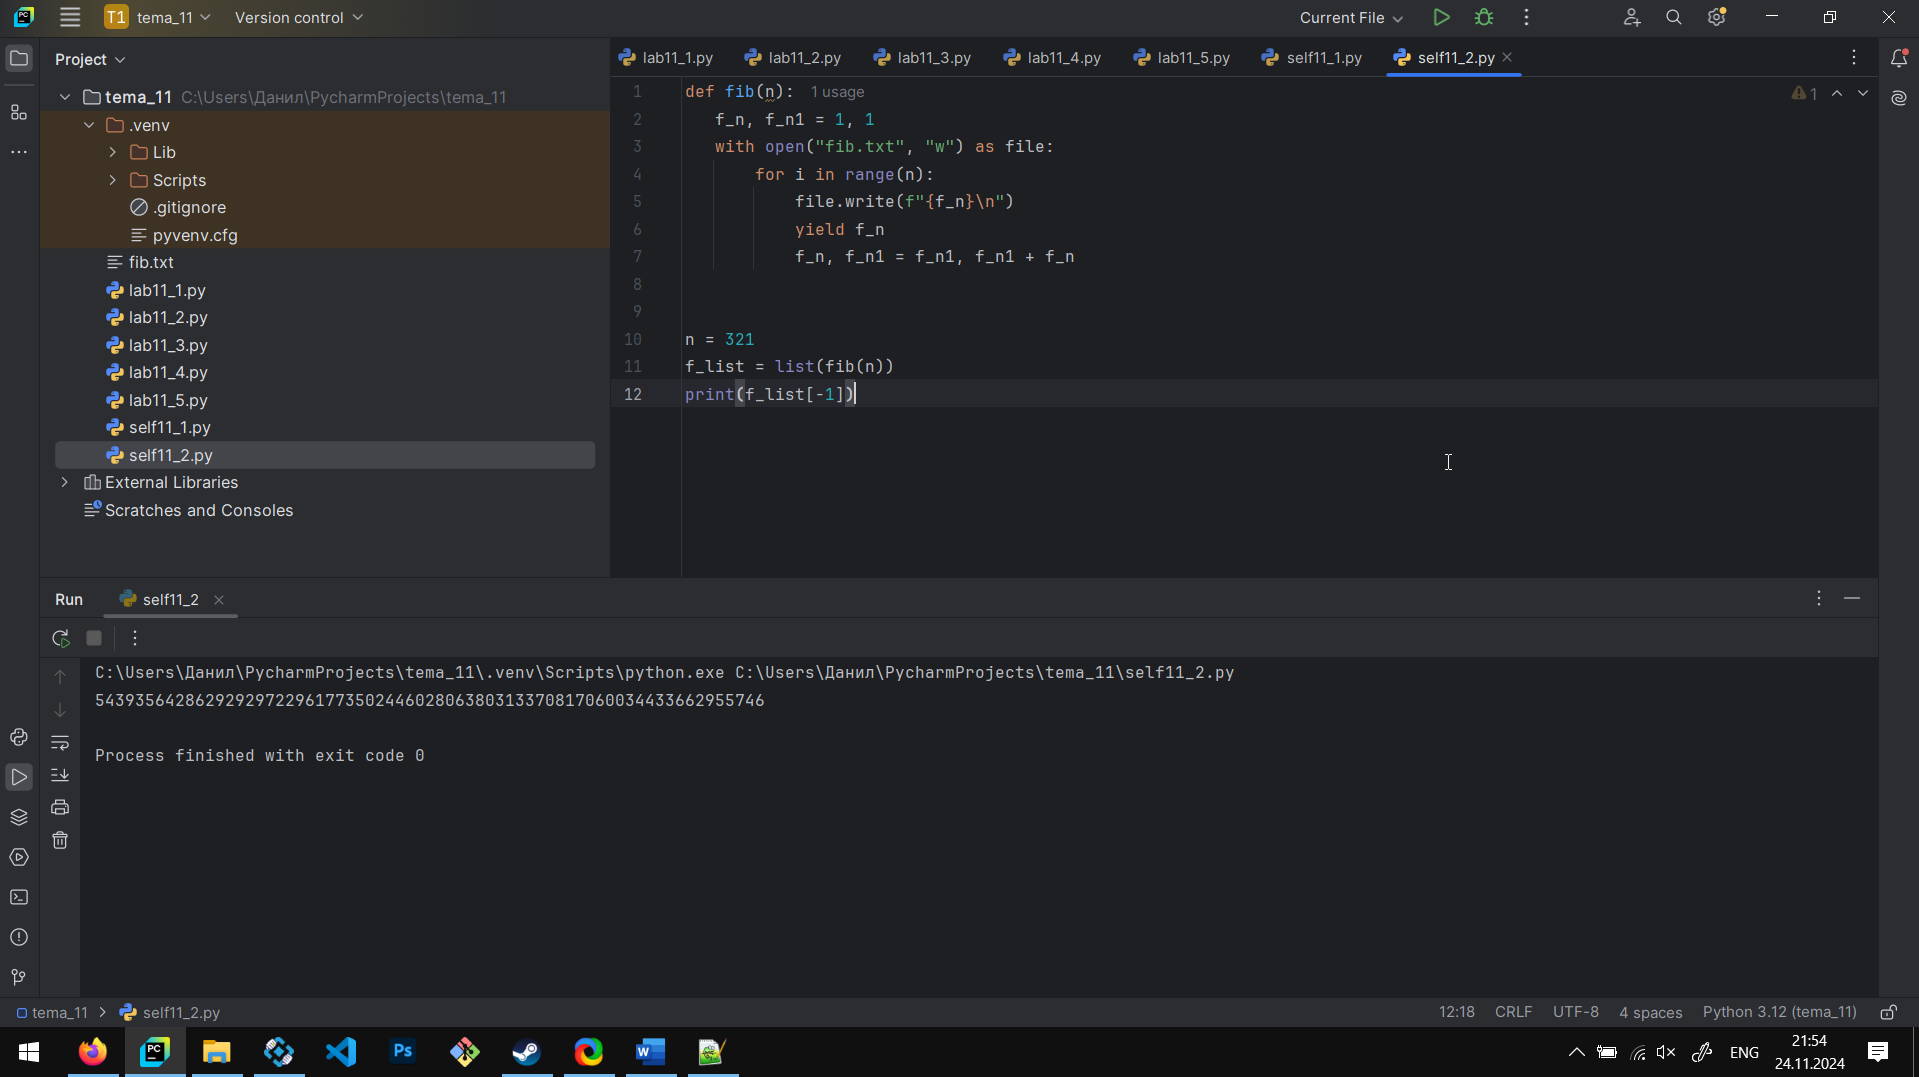 PC T1 tema_11 Version control Current File
Project
lab11_1.py lab11_2.py lab11_3.py lab11_4.py lab11_5.py self11_1.py self11_2.py
tema_11 C:\Users\Данил\PycharmProjects\tema_11
.venv
Lib
Scripts
.gitignore
pyvenv.cfg
fib.txt
lab11_1.py
lab11_2.py
lab11_3.py
lab11_4.py
lab11_5.py
self11_1.py
self11_2.py
External Libraries
Scratches and Consoles
1 def fib(n): 1 usage
2 f_n, f_n1 = 1, 1
3 with open("fib.txt", "w") as file:
4 for i in range(n):
5 file.write(f"{f_n}\n")
6 yield f_n
7 f_n, f_n1 = f_n1, f_n1 + f_n
8
9
10 n = 321
11 f_list = list(fib(n))
12 print(f_list[-1])
1
Run self11_2
C:\Users\Данил\PycharmProjects\tema_11\.venv\Scripts\python.exe C:\Users\Данил\PycharmProjects\tema_11\self11_2.py
5439356428629292972296177350244602806380313370817060034433662955746
Process finished with exit code 0
tema_11 self11_2.py 12:18 CRLF UTF-8 4 spaces Python 3.12 (tema_11)
PC Ps W ENG 21:54
24.11.2024